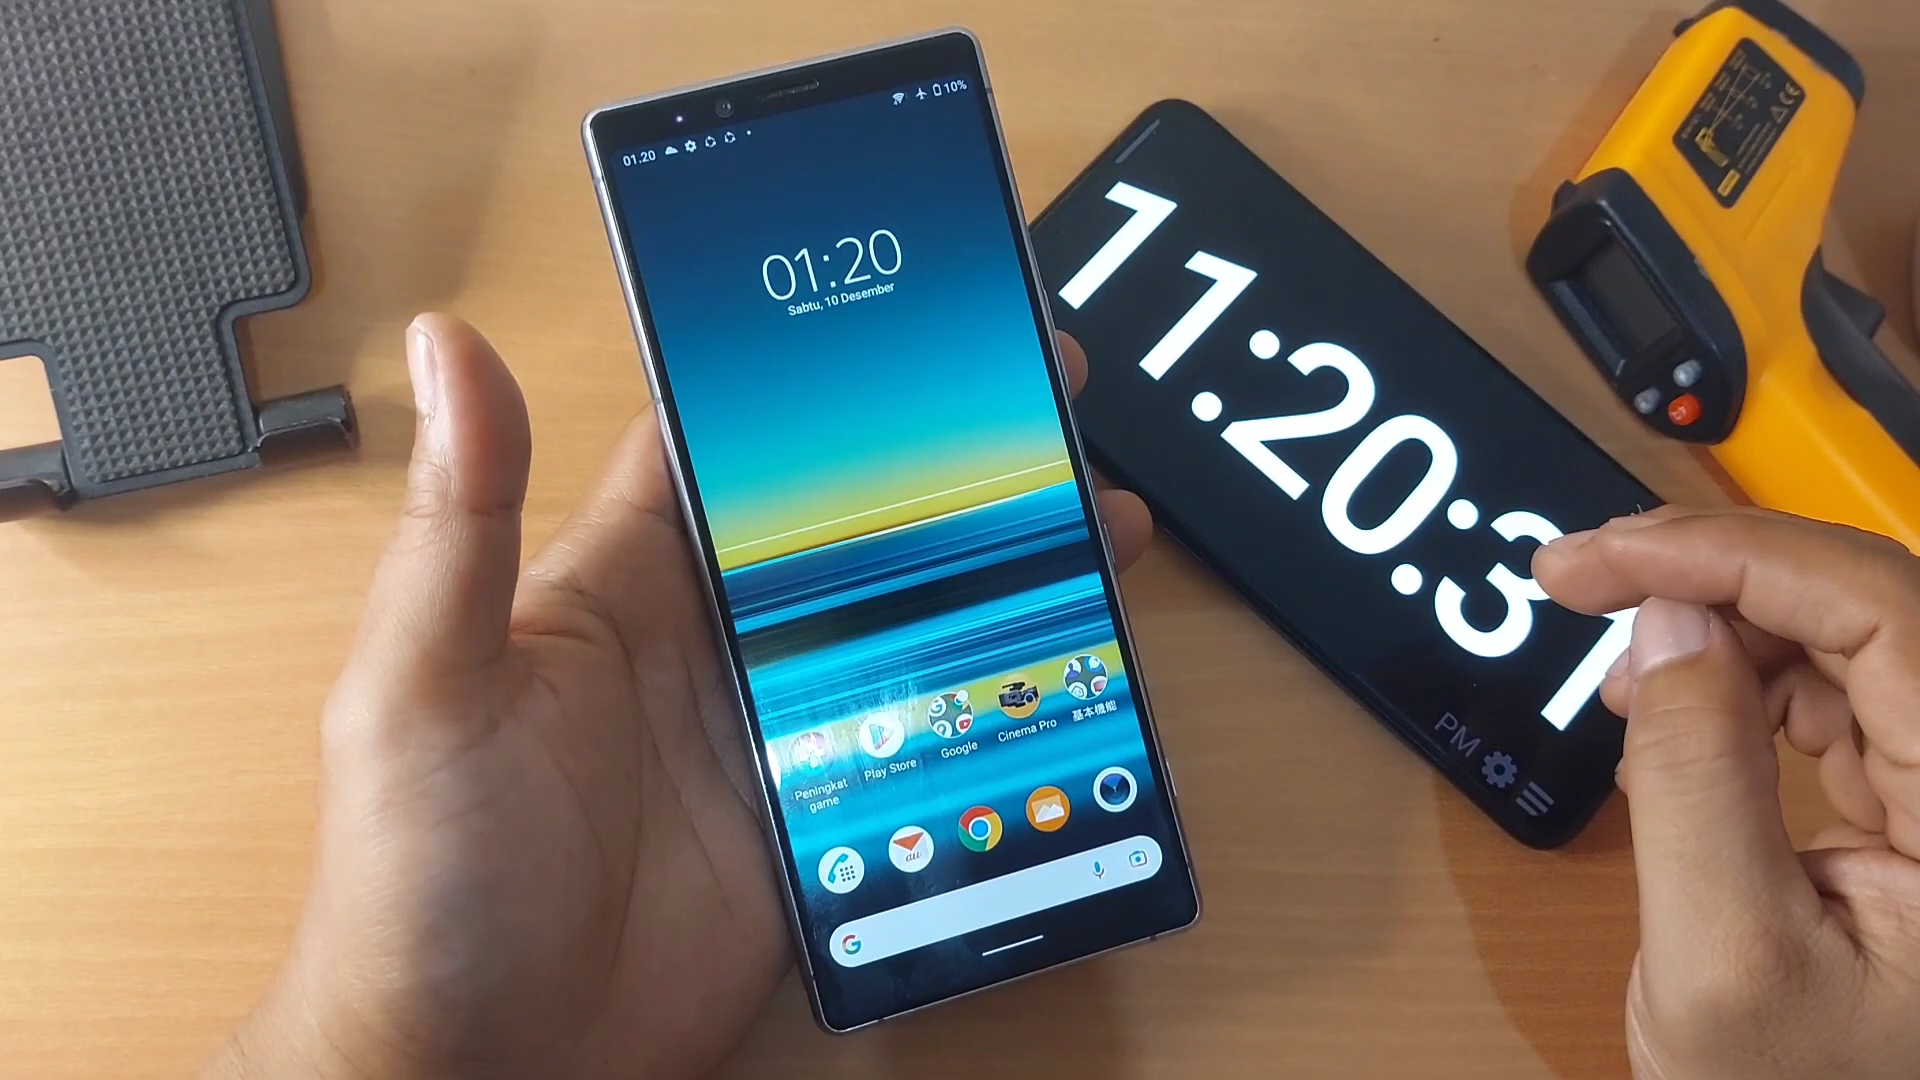 01.20
10%
01:20
Sabtu, 10 Desember
Peningkat game
Play Store
Google
Cinema Pro
基本機能
au
11:20:31
PM